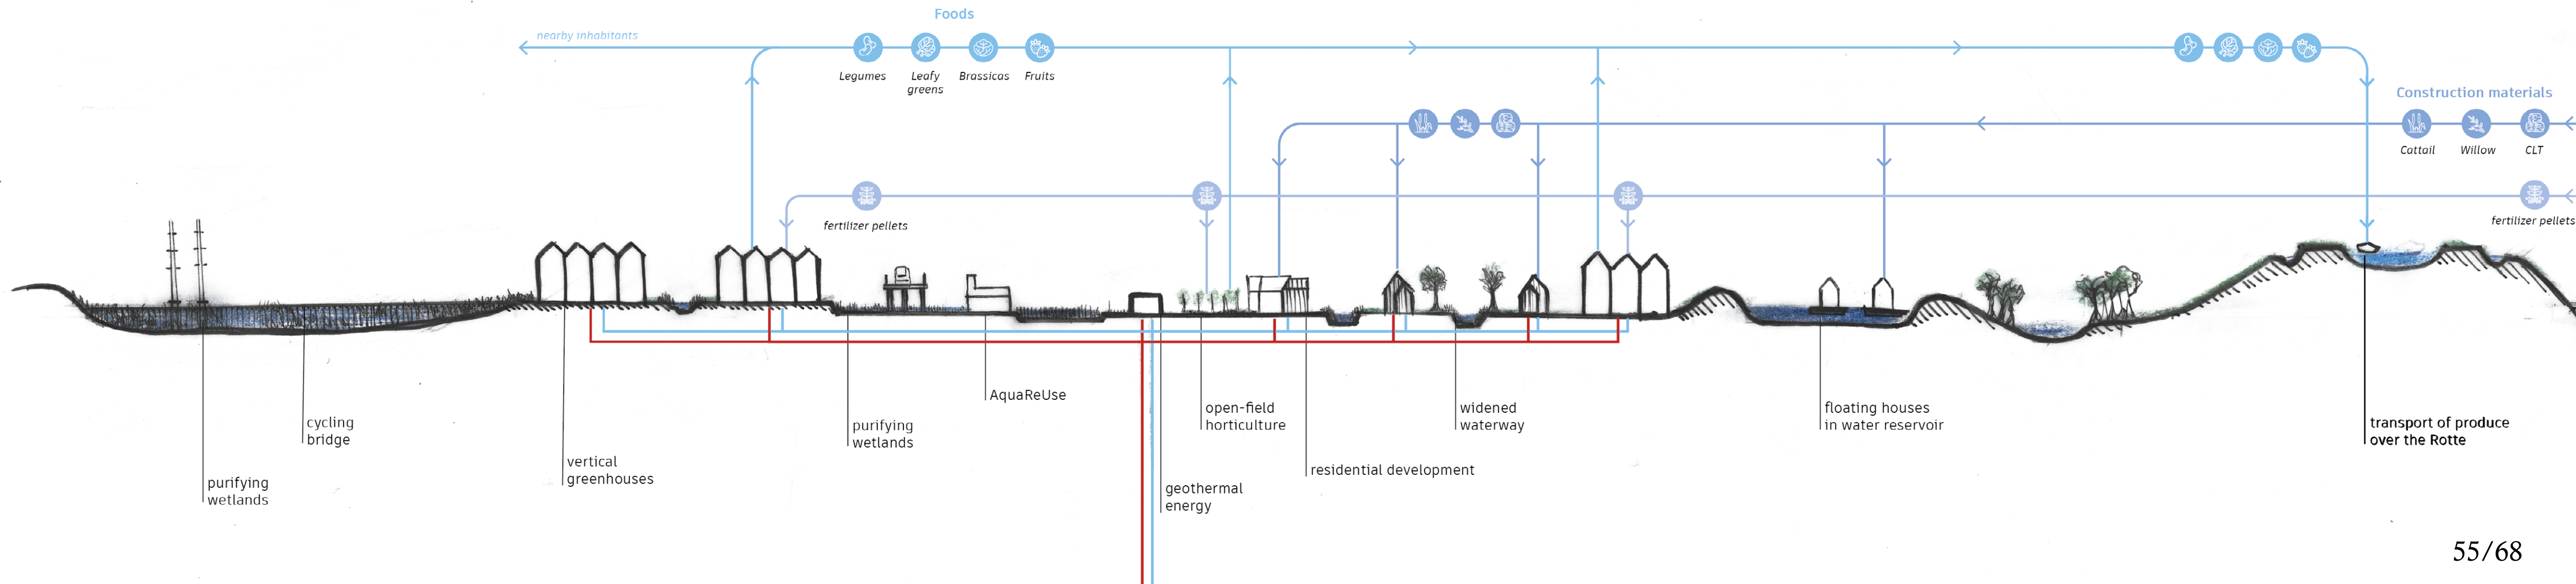 Foods
nearby inhabitants
Legumes
Leafy
greens
Brassicas
Fruits
Construction materials
Cattail
Willow
CLT
fertilizer pellets
fertilizer pellets
purifying
wetlands
cycling
bridge
vertical
greenhouses
purifying
wetlands
AquaReUse
geothermal
energy
open-field
horticulture
residential development
widened
waterway
floating houses
in water reservoir
transport of produce
over the Rotte
55/68